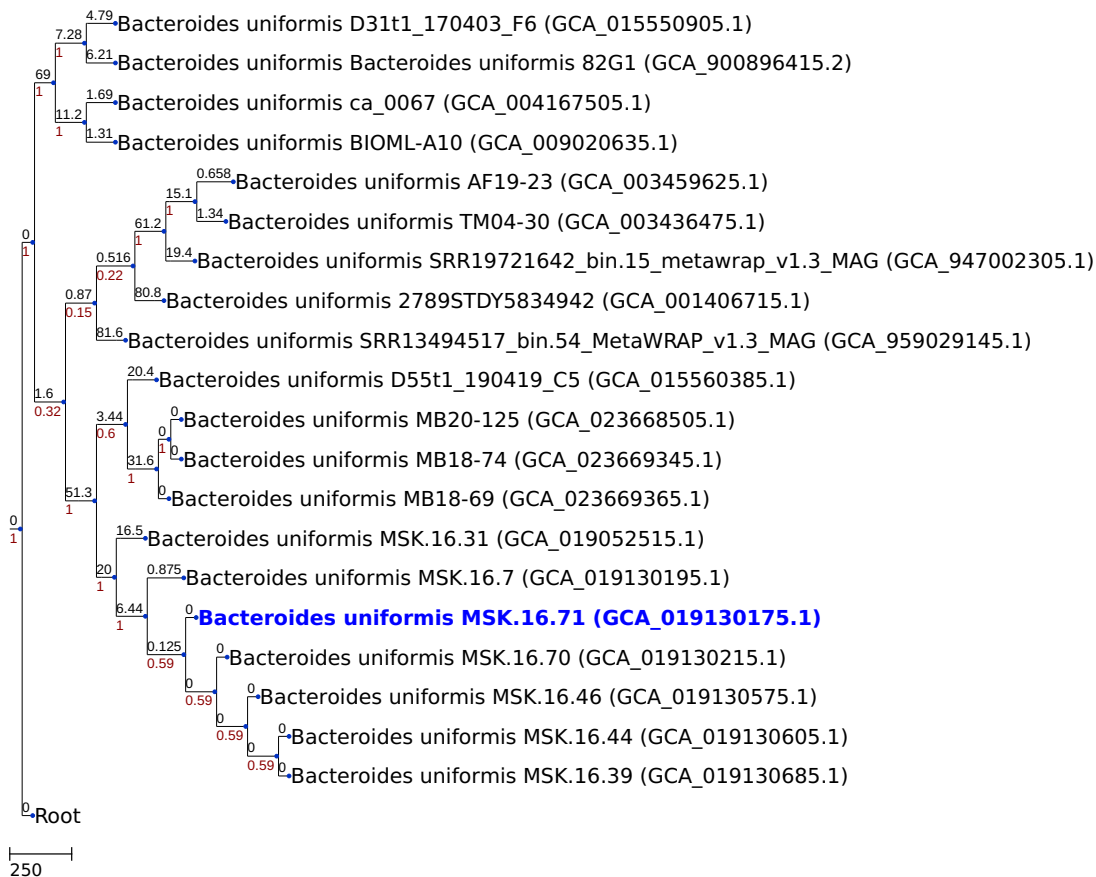 4.79
Bacteroides uniformis D31t1_170403_F6 (GCA_015550905.1)
7.28
1
6.21
Bacteroides uniformis Bacteroides uniformis 82G1 (GCA_900896415.2)
69
1
1.69
Bacteroides uniformis ca_0067 (GCA_004167505.1)
11.2
1
1.31
Bacteroides uniformis BIOML-A10 (GCA_009020635.1)
0.658
Bacteroides uniformis AF19-23 (GCA_003459625.1)
15.1
1
1.34
Bacteroides uniformis TM04-30 (GCA_003436475.1)
61.2
1
0
1
19.4
Bacteroides uniformis SRR19721642_bin.15_metawrap_v1.3_MAG (GCA_947002305.1)
0.516
0.22
80.8
Bacteroides uniformis 2789STDY5834942 (GCA_001406715.1)
0.87
0.15
81.6
Bacteroides uniformis SRR13494517_bin.54_MetaWRAP_v1.3_MAG (GCA_959029145.1)
20.4
Bacteroides uniformis D55t1_190419_C5 (GCA_015560385.1)
1.6
0.32
0
Bacteroides uniformis MB20-125 (GCA_023668505.1)
3.44
0.6
0
1
0
Bacteroides uniformis MB18-74 (GCA_023669345.1)
31.6
1
0
Bacteroides uniformis MB18-69 (GCA_023669365.1)
51.3
1
16.5
Bacteroides uniformis MSK.16.31 (GCA_019052515.1)
0
1
20
1
0.875
Bacteroides uniformis MSK.16.7 (GCA_019130195.1)
6.44
1
0
Bacteroides uniformis MSK.16.71 (GCA_019130175.1)
0.125
0.59
0
Bacteroides uniformis MSK.16.70 (GCA_019130215.1)
0
0.59
0
Bacteroides uniformis MSK.16.46 (GCA_019130575.1)
0
0.59
0
Bacteroides uniformis MSK.16.44 (GCA_019130605.1)
0
0.59
0
Bacteroides uniformis MSK.16.39 (GCA_019130685.1)
0
Root
250